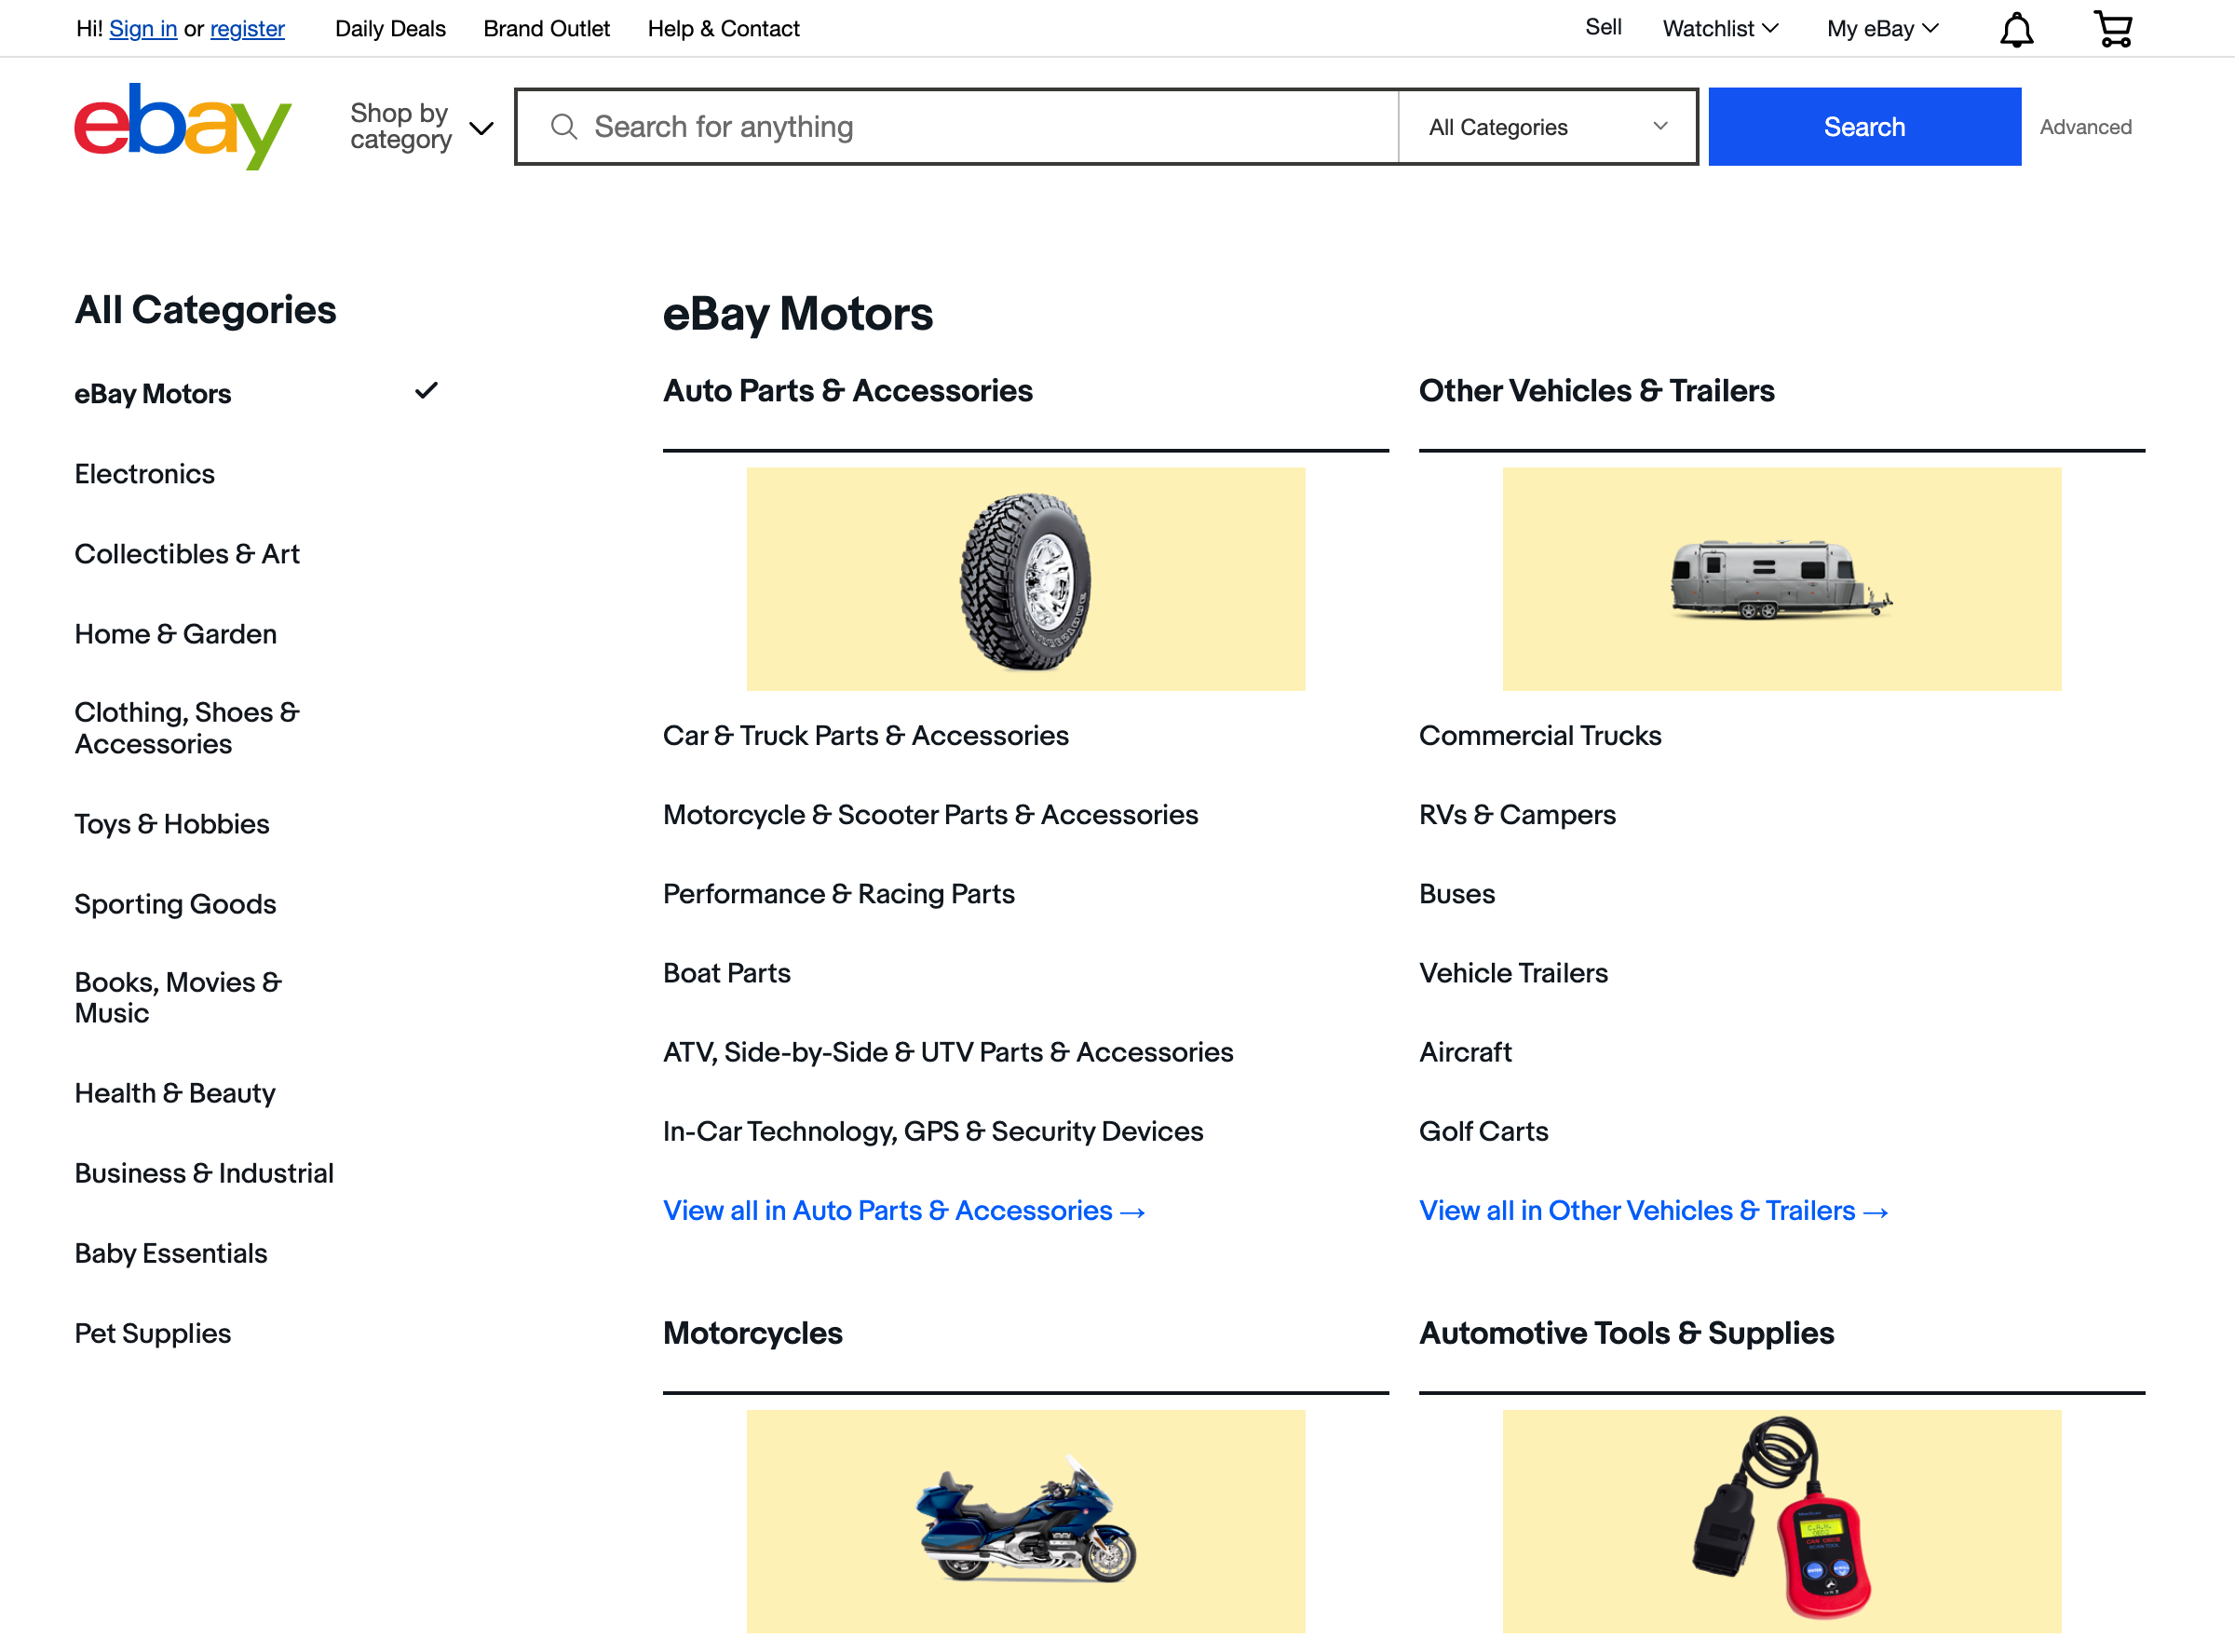 Hi! Sign in or register Daily Deals Brand Outlet Help & Contact Sell Watchlist My eBay
ebay
Shop by
category
Search for anything
All Categories
Search
Advanced
All Categories
eBay Motors
Electronics
Collectibles & Art
Home & Garden
Clothing, Shoes &
Accessories
Toys & Hobbies
Sporting Goods
Books, Movies &
Music
Health & Beauty
Business & Industrial
Baby Essentials
Pet Supplies
eBay Motors
Auto Parts & Accessories
Car & Truck Parts & Accessories
Motorcycle & Scooter Parts & Accessories
Performance & Racing Parts
Boat Parts
ATV, Side-by-Side & UTV Parts & Accessories
In-Car Technology, GPS & Security Devices
View all in Auto Parts & Accessories →
Other Vehicles & Trailers
Commercial Trucks
RVs & Campers
Buses
Vehicle Trailers
Aircraft
Golf Carts
View all in Other Vehicles & Trailers →
Motorcycles
Automotive Tools & Supplies
CAN OBDII
SCAN TOOL